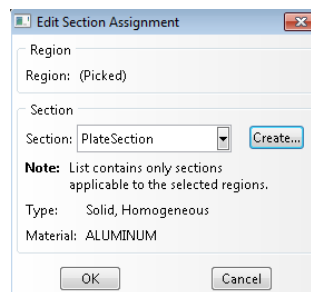 Edit Section Assignment
Region
Region: (Picked)
Section
Section: PlateSection Create...
Note: List contains only sections
applicable to the selected regions.
Type: Solid, Homogeneous
Material: ALUMINUM
OK Cancel